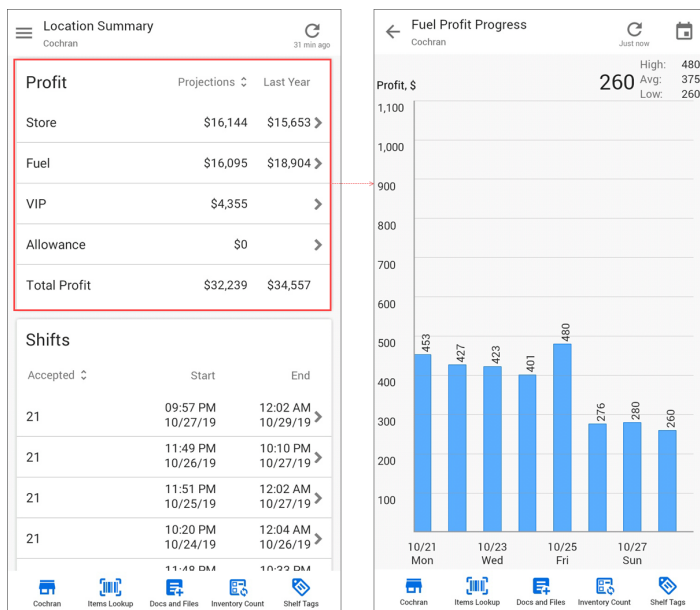 Location Summary
Cochran
31 min ago
Profit Projections Last Year
Store $16,144 $15,653
Fuel $16,095 $18,904
VIP $4,355
Allowance $0
Total Profit $32,239 $34,557
Shifts
Accepted Start End
21 09:57 PM 10/27/19 12:02 AM 10/29/19
21 11:49 PM 10/26/19 10:10 PM 10/27/19
21 11:51 PM 10/25/19 12:02 AM 10/27/19
21 10:20 PM 10/24/19 12:04 AM 10/26/19
11:48 PM 10:33 PM
Cochran Items Lookup Docs and Files Inventory Count Shelf Tags
Fuel Profit Progress
Cochran
Just now
Profit, $
260
High: 480
Avg: 375
Low: 260
1,100
1,000
900
800
700
600
500
400
300
200
100
453 427 423 401 480 276 280 260
10/21 10/23 10/25 10/27
Mon Wed Fri Sun
Cochran Items Lookup Docs and Files Inventory Count Shelf Tags